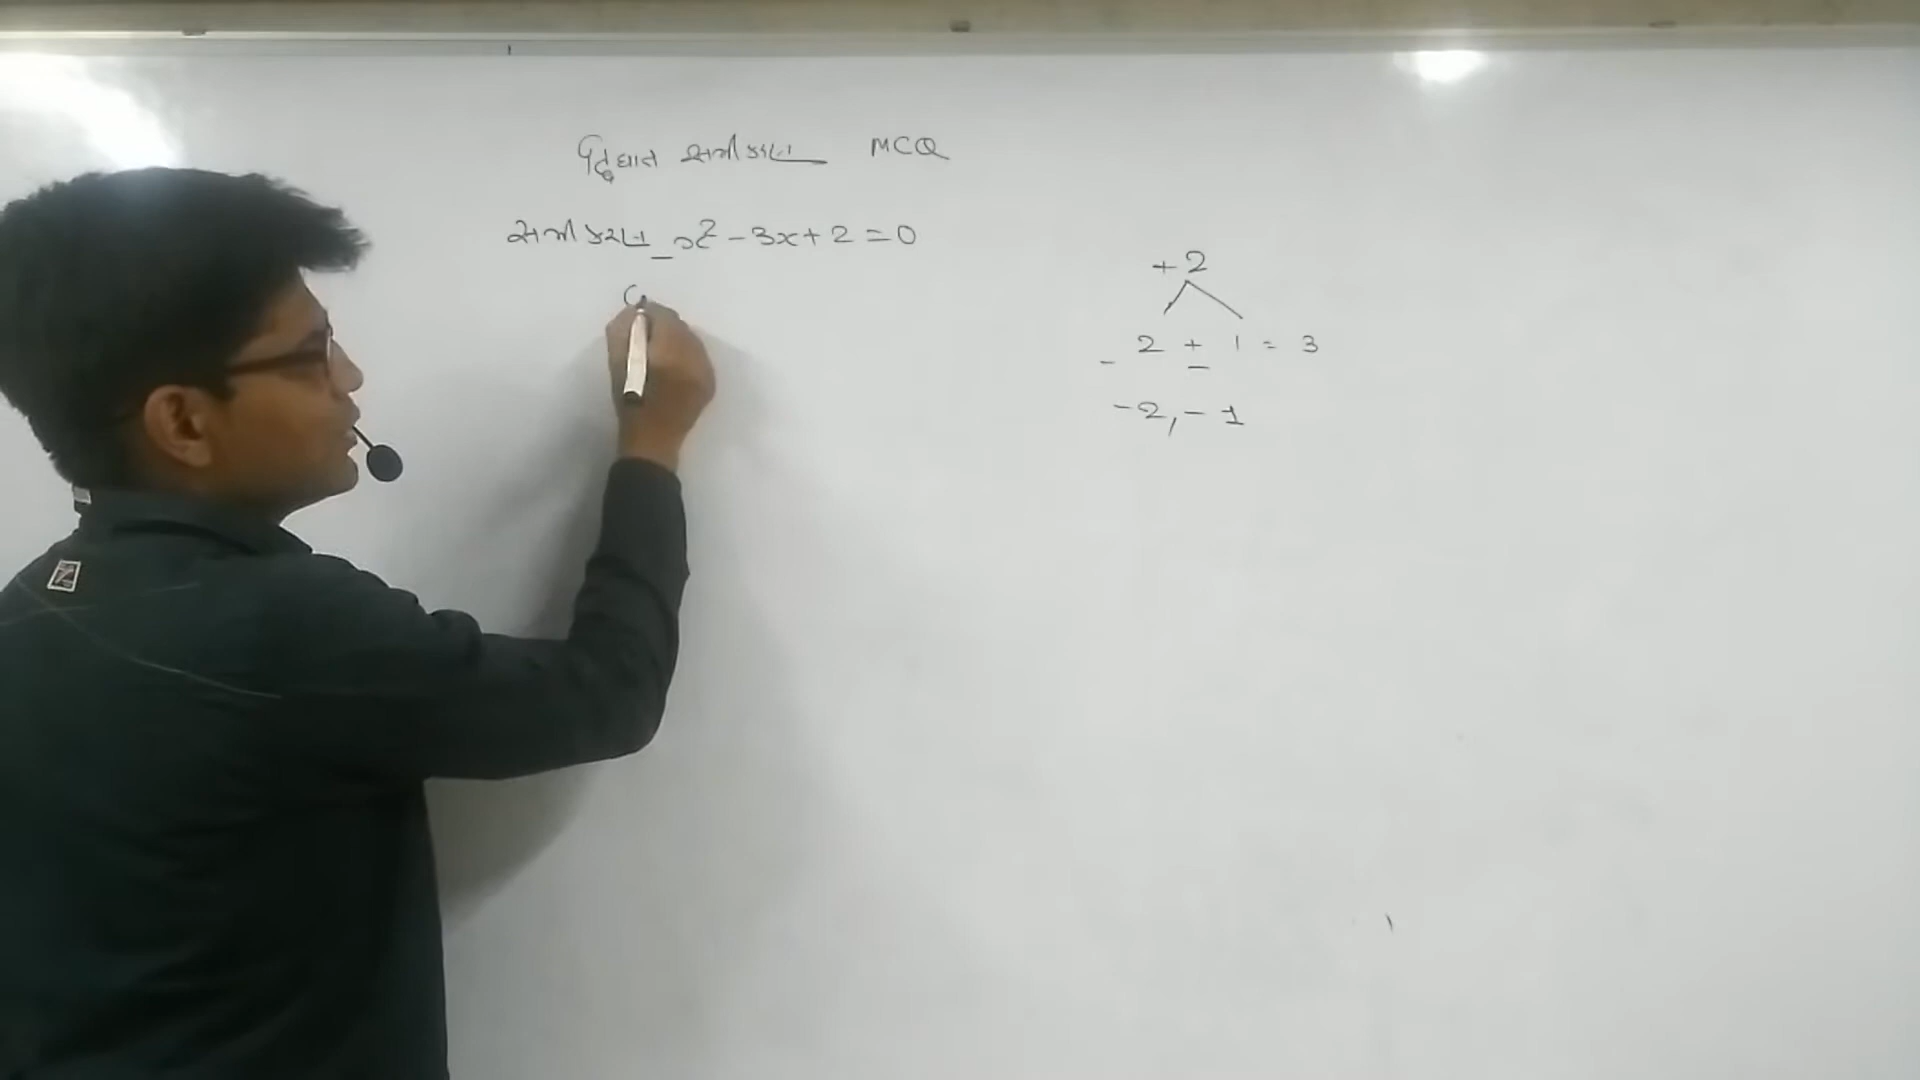 દ્વિઘાત સમીકરણ MCQ
સમીકરણ x² - 3x + 2 = 0
(
+2
- 2 + 1 = 3
-
-2, - 1